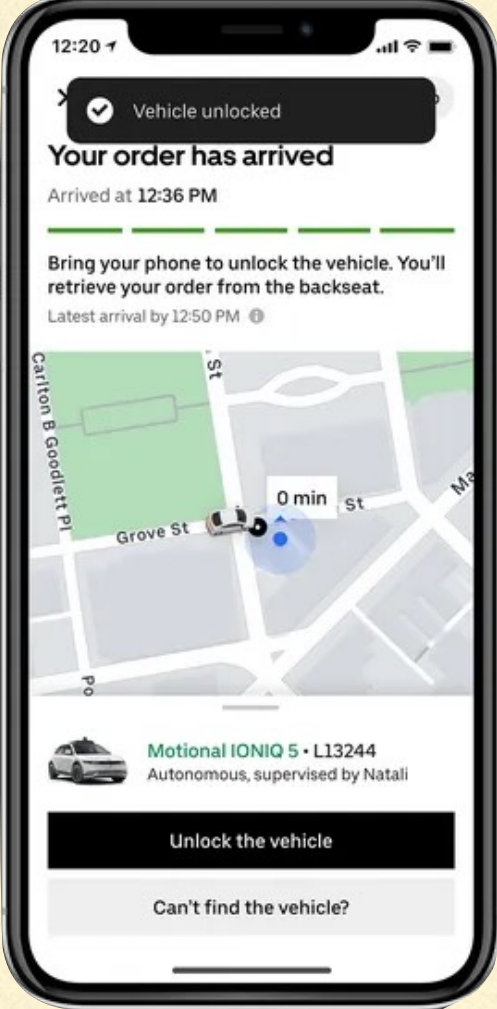 12:20
Vehicle unlocked
Your order has arrived
Arrived at 12:36 PM
Bring your phone to unlock the vehicle. You'll
retrieve your order from the backseat.
Latest arrival by 12:50 PM
Carlton B Goodlett Pl
St
0 min
St
Grove St
Ma
Po
Motional IONIQ 5 • L13244
Autonomous, supervised by Natali
Unlock the vehicle
Can't find the vehicle?